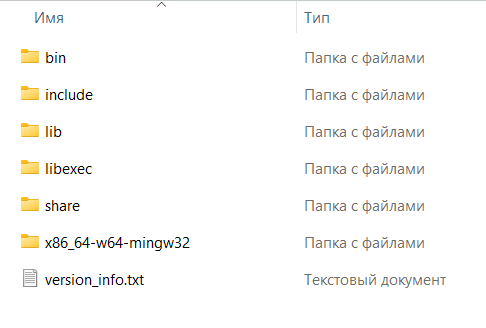 Имя Тип
bin Папка с файлами
include Папка с файлами
lib Папка с файлами
libexec Папка с файлами
share Папка с файлами
x86_64-w64-mingw32 Папка с файлами
version_info.txt Текстовый документ